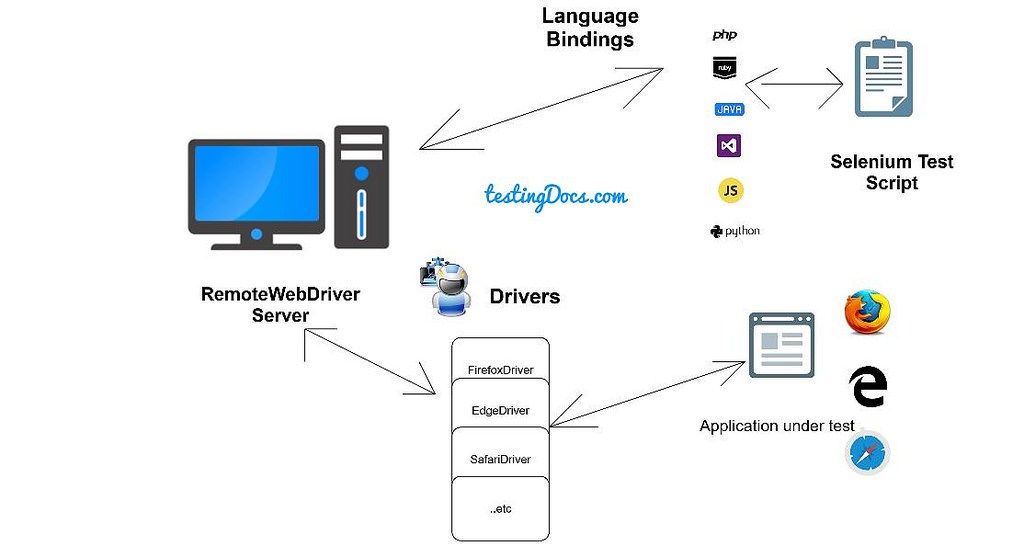 Language
Bindings
php
ruby
JAVA
JS
python
Selenium Test
Script
testingDocs.com
RemoteWebDriver
Server
Drivers
FirefoxDriver
EdgeDriver
SafariDriver
..etc
Application under test